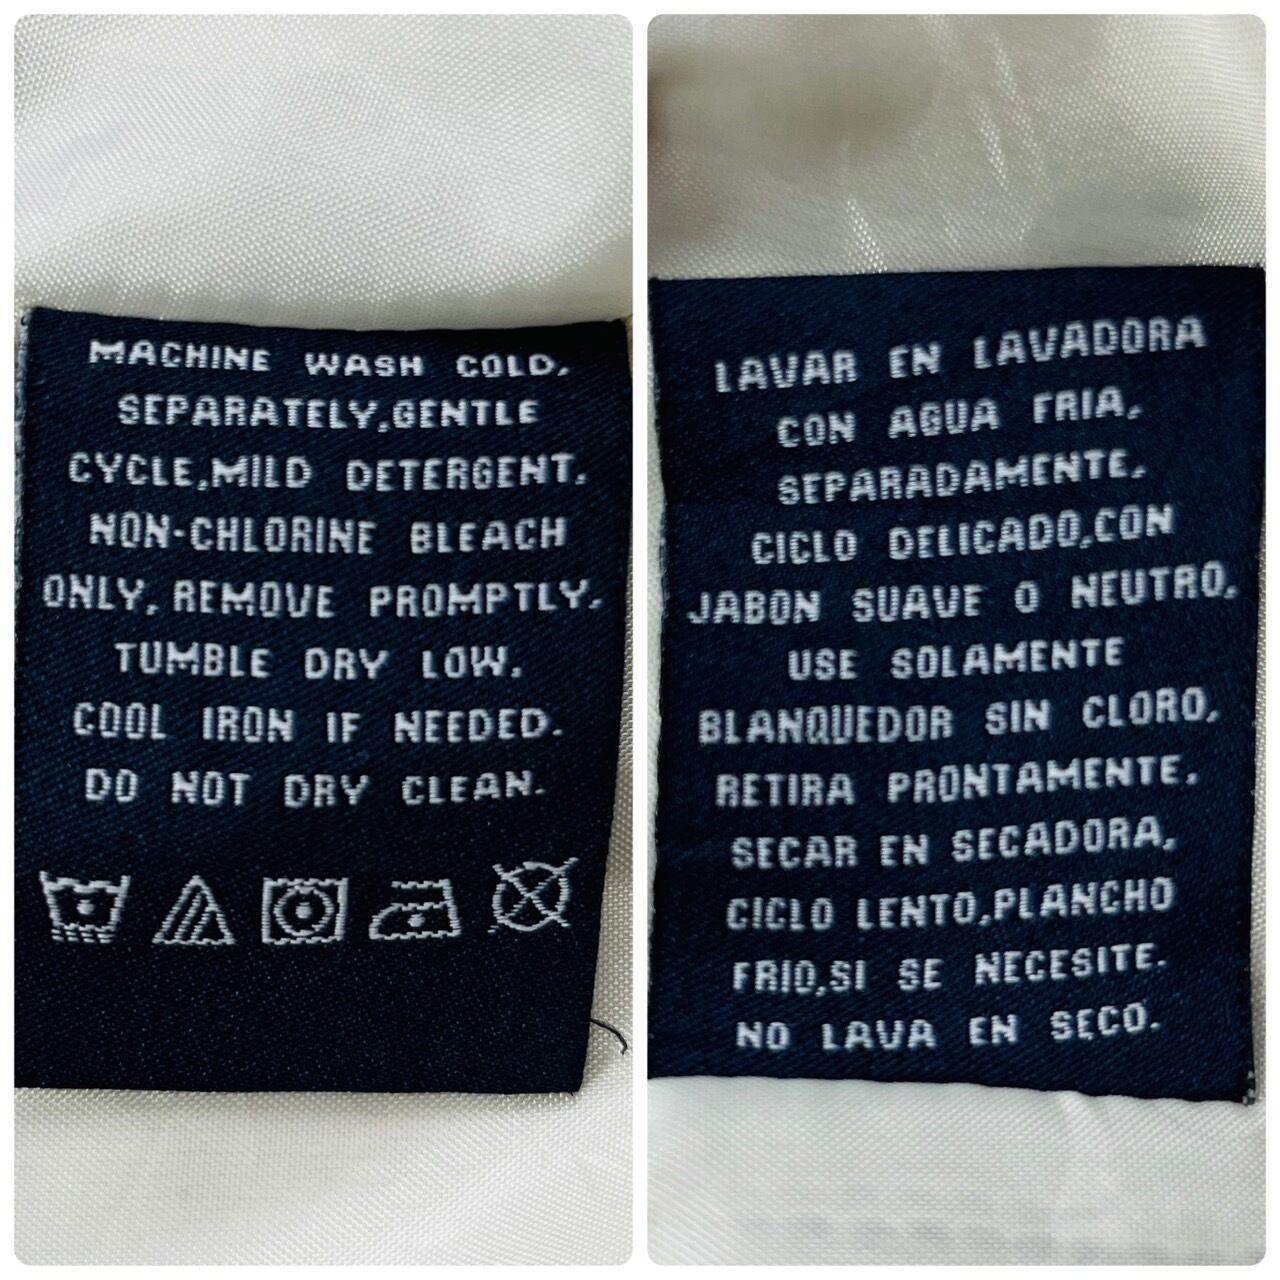 MACHINE WASH COLD,
SEPARATELY,GENTLE
CYCLE,MILD DETERGENT,
NON-CHLORINE BLEACH
ONLY, REMOVE PROMPTLY,
TUMBLE DRY LOW,
COOL IRON IF NEEDED.
DO NOT DRY CLEAN.
LAVAR EN LAVADORA
CON AGUA FRIA,
SEPARADAMENTE,
CICLO DELICADO,CON
JABON SUAVE O NEUTRO,
USE SOLAMENTE
BLANQUEDOR SIN CLORO,
RETIRA PRONTAMENTE,
SECAR EN SECADORA,
CICLO LENTO,PLANCHO
FRIO,SI SE NECESITE.
NO LAVA EN SECO.